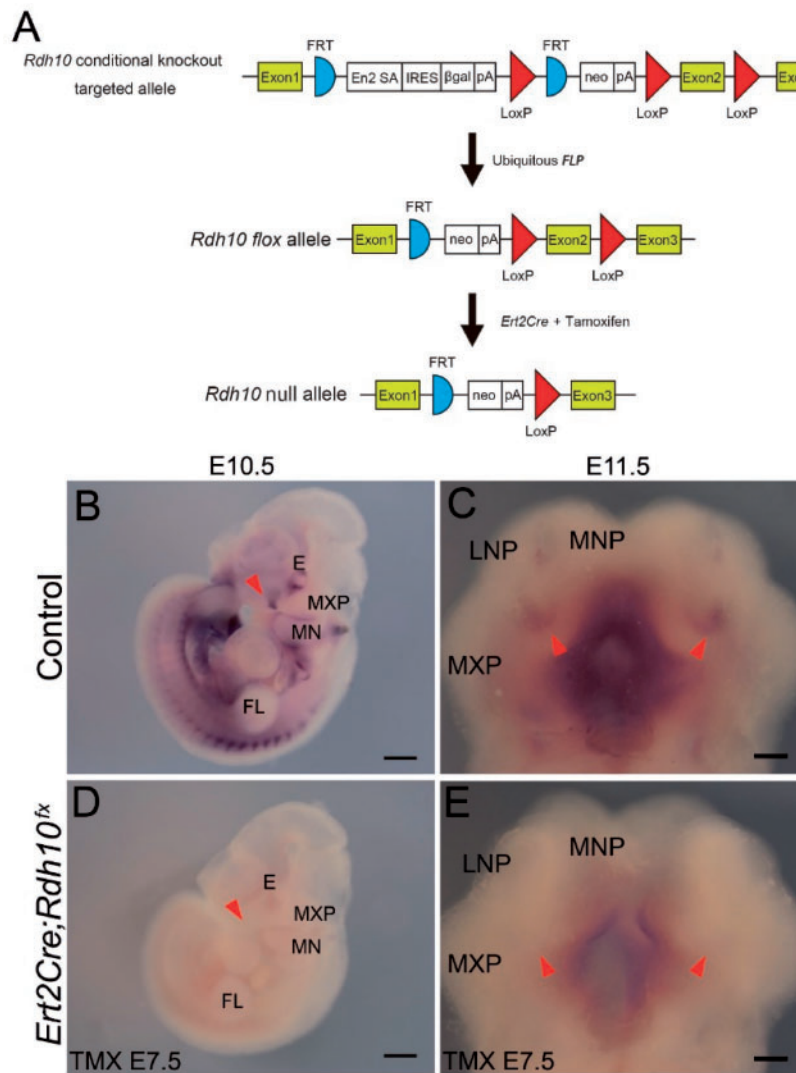 A
Rdh10 conditional knockout
targeted allele
FRT
FRT
Exon1
En2 SA
IRES
βgal
pA
neo
pA
Exon2
LoxP
LoxP
LoxP
Ubiquitous FLP
FRT
Rdh10 flox allele
Exon1
neo
pA
Exon2
Exon3
LoxP
LoxP
Ert2Cre + Tamoxifen
FRT
Rdh10 null allele
Exon1
neo
pA
Exon3
LoxP
E10.5
E11.5
Control
B
E
MXP
MN
FL
C
LNP
MNP
MXP
Ert2Cre;Rdh10fx
D
E
MXP
MN
FL
TMX E7.5
E
LNP
MNP
MXP
TMX E7.5